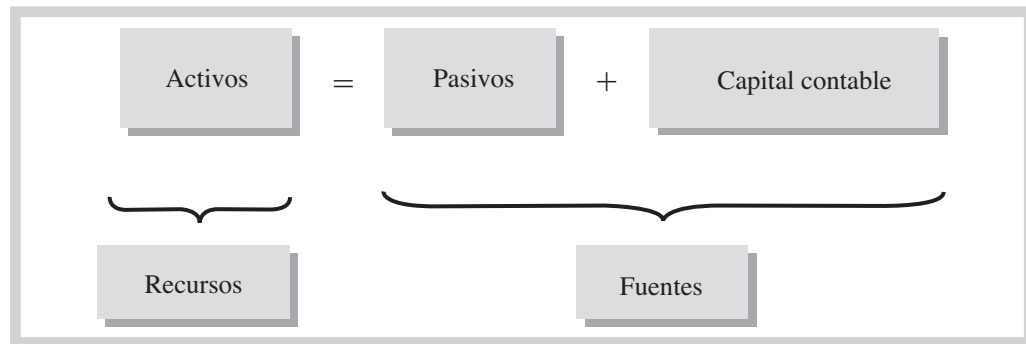 Activos = Pasivos + Capital contable
Recursos Fuentes